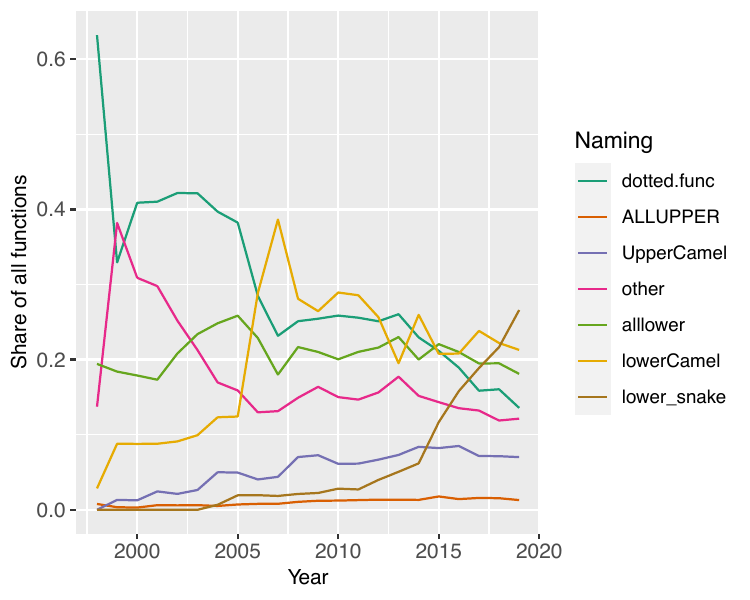 0.6
0.4
0.2
0.0
Share of all functions
2000
2005
2010
2015
2020
Year
Naming
dotted.func
ALLUPPER
UpperCamel
other
alllower
lowerCamel
lower_snake